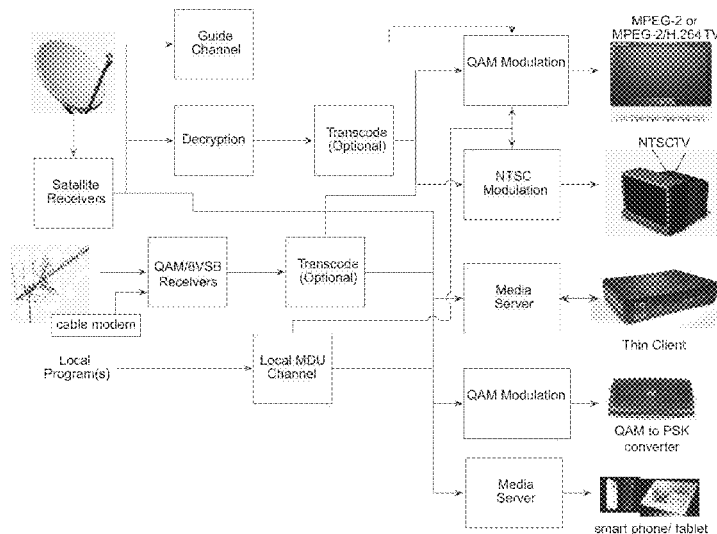 MPEG-2 or
MPEG-2/H.264 TV
Guide
Channel
QAM Modulation
Decryption
Transcode
(Optional)
NTSCTV
Satellite
Receivers
NTSC
Modulation
QAM/8VSB
Receivers
Transcode
(Optional)
Media
Server
cable modem
Thin Client
Local
Program(s)
Local MDU
Channel
QAM Modulation
QAM to PSK
converter
Media
Server
smart phone/ tablet